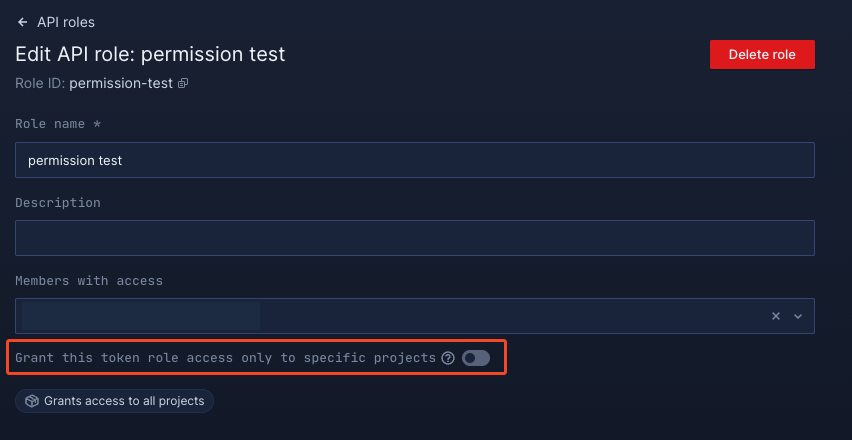 API roles
Edit API role: permission test
Delete role
Role ID: permission-test
Role name *
permission test
Description
Members with access
Grant this token role access only to specific projects
Grants access to all projects